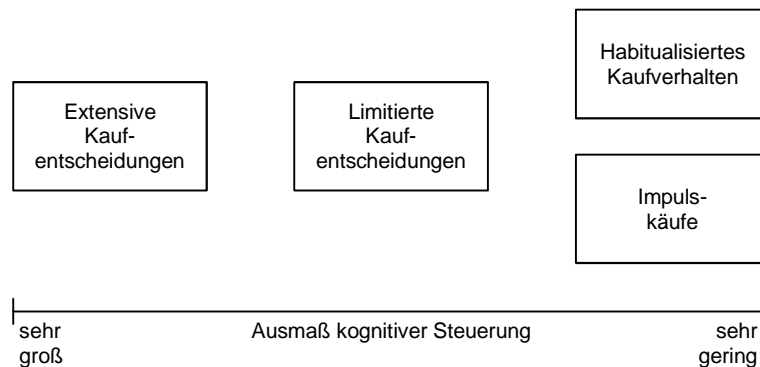 Extensive
Kauf-
entscheidungen
Limitierte
Kauf-
entscheidungen
Habitualisiertes
Kaufverhalten
Impuls-
käufe
sehr
groß
Ausmaß kognitiver Steuerung
sehr
gering